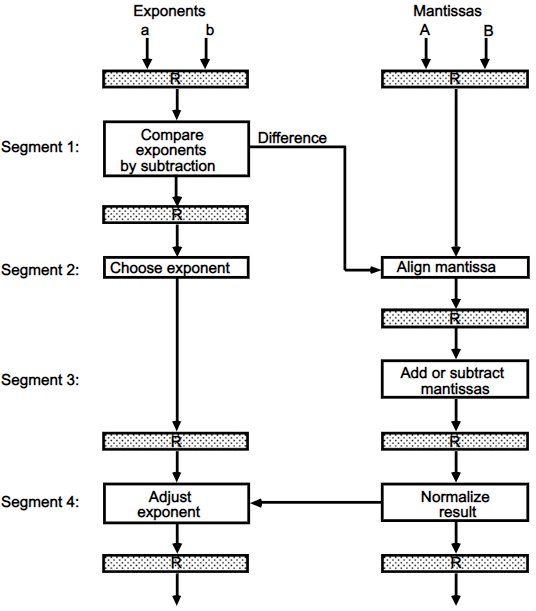 Exponents
Mantissas
a
b
A
B
R
R
Segment 1:
Compare
exponents
by subtraction
Difference
R
Segment 2:
Choose exponent
Align mantissa
R
Segment 3:
Add or subtract
mantissas
R
R
Segment 4:
Adjust
exponent
Normalize
result
R
R